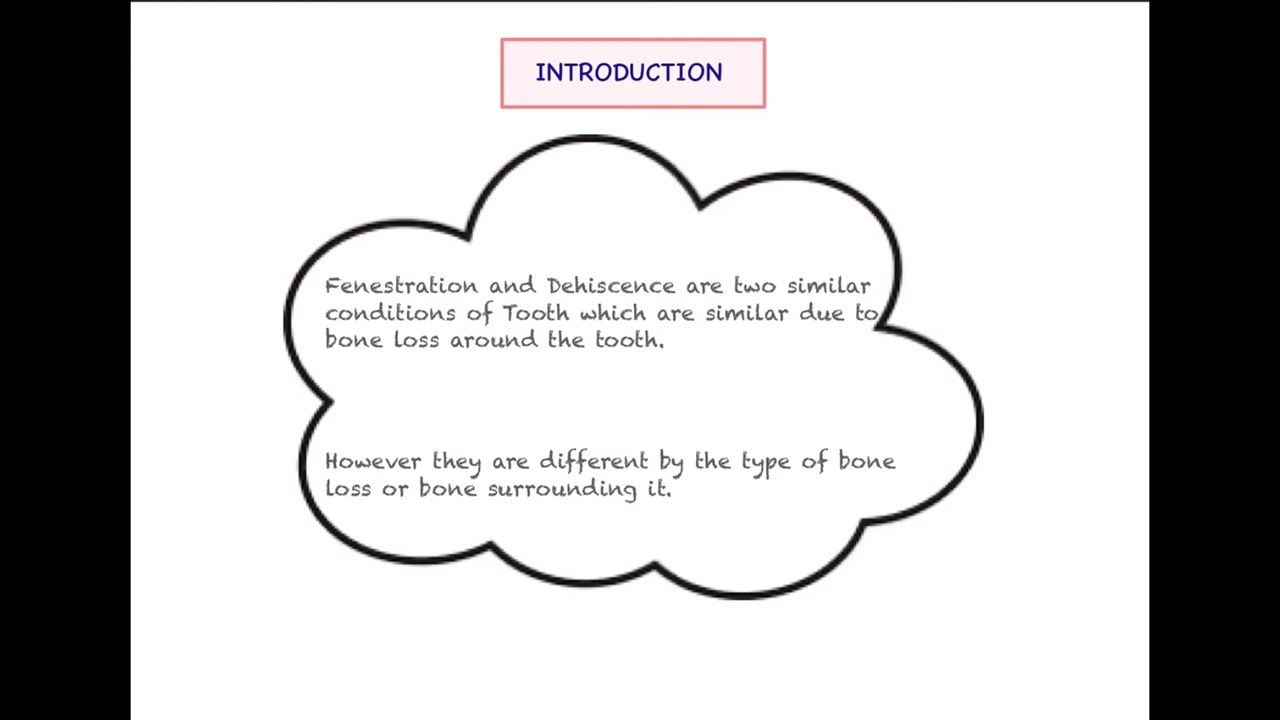 INTRODUCTION
Fenestration and Dehiscence are two similar
conditions of Tooth which are similar due to
bone loss around the tooth.
However they are different by the type of bone
loss or bone surrounding it.